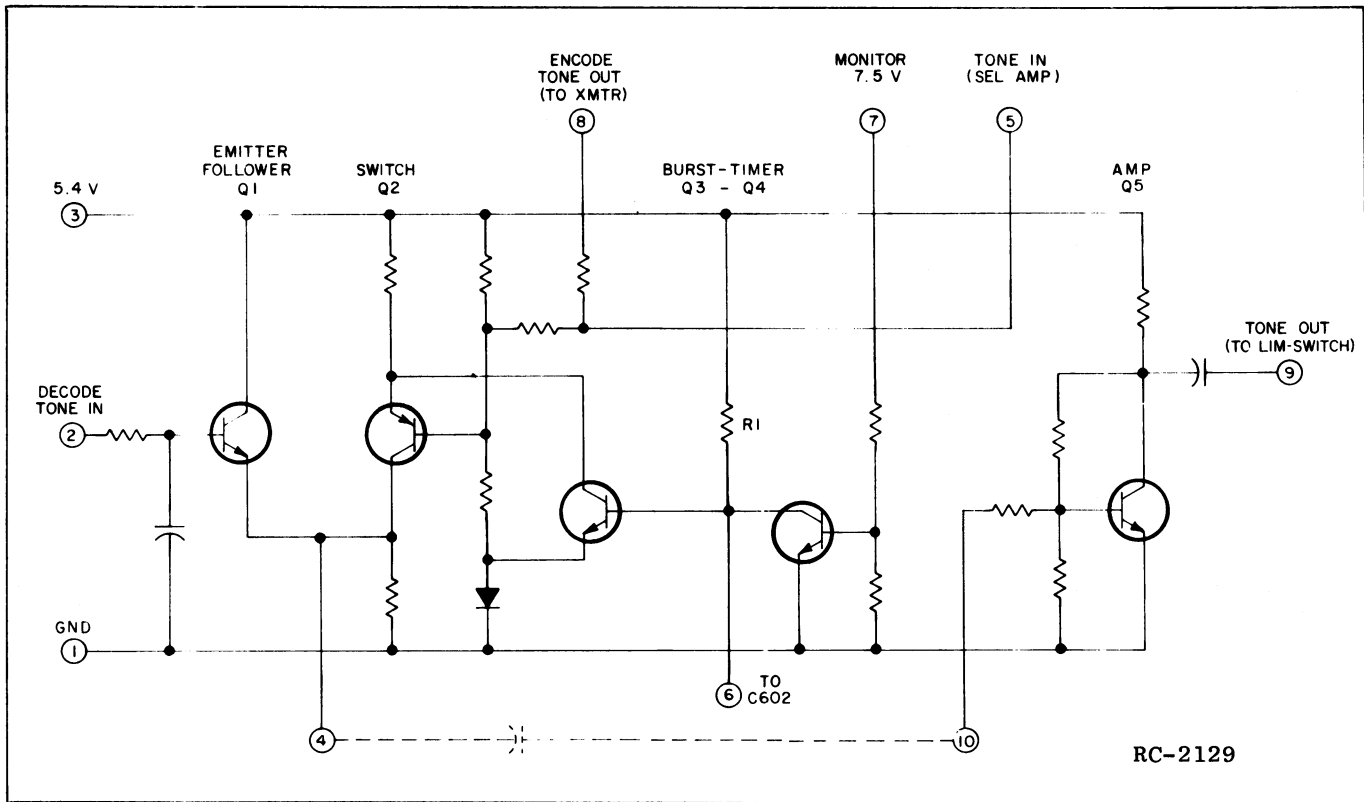 ENCODE
TONE OUT
(TO XMTR)
8
MONITOR
7.5 V
7
TONE IN
(SEL AMP)
5
EMITTER
FOLLOWER
Q1
SWITCH
Q2
BURST-TIMER
Q3 - Q4
AMP
Q5
5.4 V
3
TONE OUT
(TO LIM-SWITCH)
9
DECODE
TONE IN
2
R1
GND
1
6
TO
C602
4
10
RC-2129